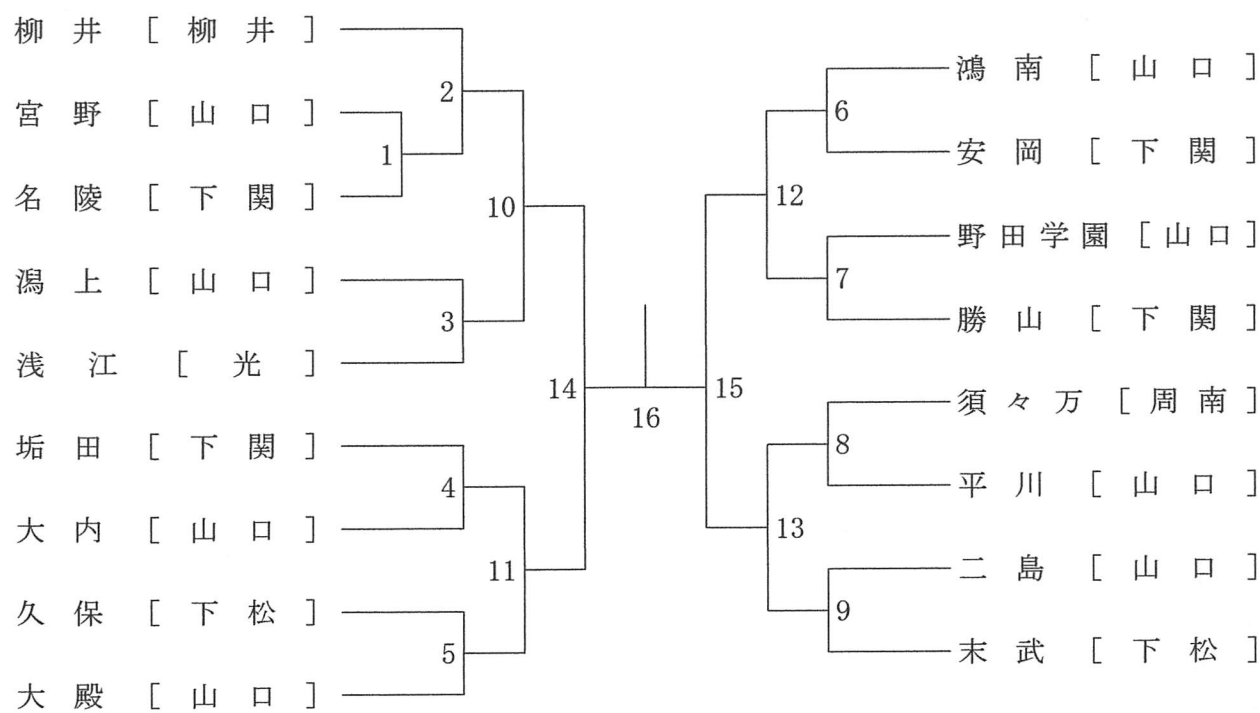 柳井 [ 柳井 ]
宮野 [ 山口 ]
名陵 [ 下関 ]
潟上 [ 山口 ]
浅江 [ 光 ]
垢田 [ 下関 ]
大内 [ 山口 ]
久保 [ 下松 ]
大殿 [ 山口 ]
1
2
3
4
5
10
11
14
16
15
12
13
6
7
8
9
鴻南 [ 山口 ]
安岡 [ 下関 ]
野田学園 [ 山口 ]
勝山 [ 下関 ]
須々万 [ 周南 ]
平川 [ 山口 ]
二島 [ 山口 ]
末武 [ 下松 ]